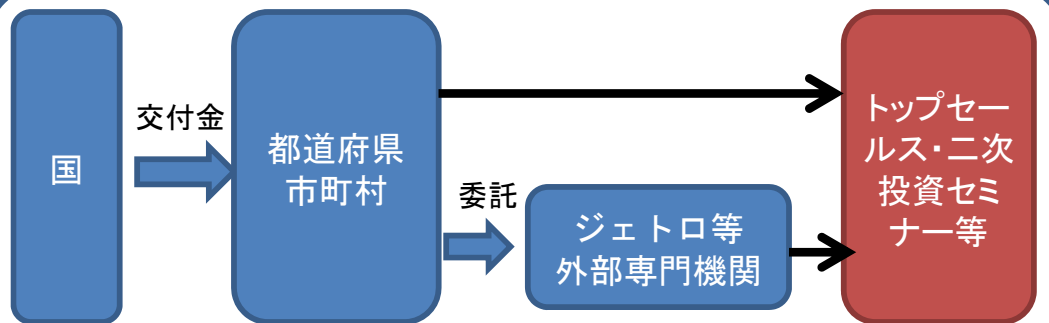 国
交付金
都道府県
市町村
委託
ジェトロ等
外部専門機関
トップセー
ルス・二次
投資セミ
ナー等